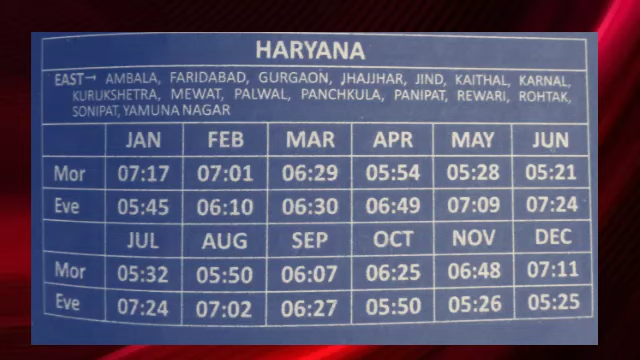 HARYANA
EAST→ AMBALA, FARIDABAD, GURGAON, JHAJJHAR, JIND, KAITHAL, KARNAL,
KURUKSHETRA, MEWAT, PALWAL, PANCHKULA, PANIPAT, REWARI, ROHTAK,
SONIPAT, YAMUNA NAGAR
JAN FEB MAR APR MAY JUN
Mor 07:17 07:01 06:29 05:54 05:28 05:21
Eve 05:45 06:10 06:30 06:49 07:09 07:24
JUL AUG SEP OCT NOV DEC
Mor 05:32 05:50 06:07 06:25 06:48 07:11
Eve 07:24 07:02 06:27 05:50 05:26 05:25